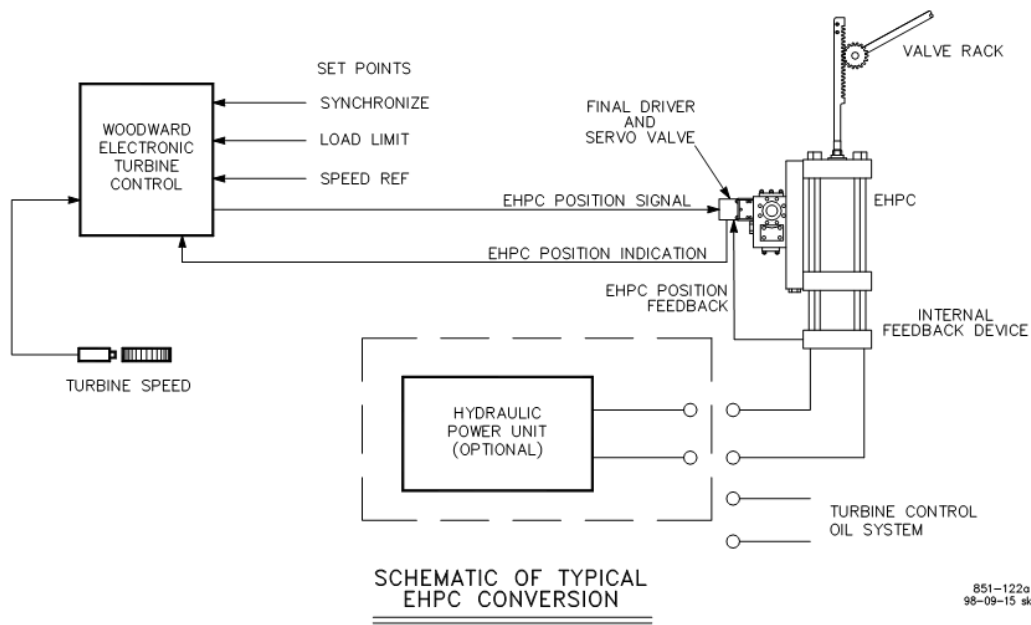 SET POINTS
SYNCHRONIZE
LOAD LIMIT
SPEED REF
WOODWARD
ELECTRONIC
TURBINE
CONTROL
FINAL DRIVER
AND
SERVO VALVE
VALVE RACK
EHPC
EHPC POSITION SIGNAL
EHPC POSITION INDICATION
EHPC POSITION
FEEDBACK
INTERNAL
FEEDBACK DEVICE
TURBINE SPEED
HYDRAULIC
POWER UNIT
(OPTIONAL)
TURBINE CONTROL
OIL SYSTEM
SCHEMATIC OF TYPICAL
EHPC CONVERSION
851-122a
98-09-15 sk